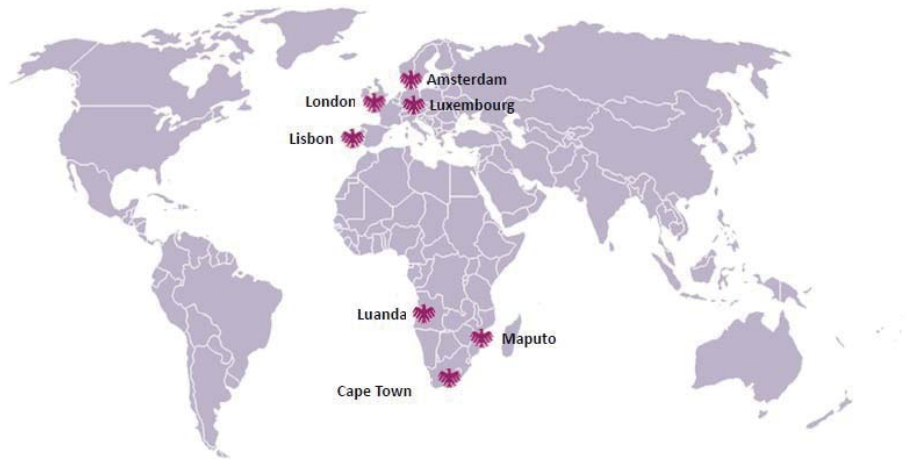 Amsterdam
London
Luxembourg
Lisbon
Luanda
Maputo
Cape Town